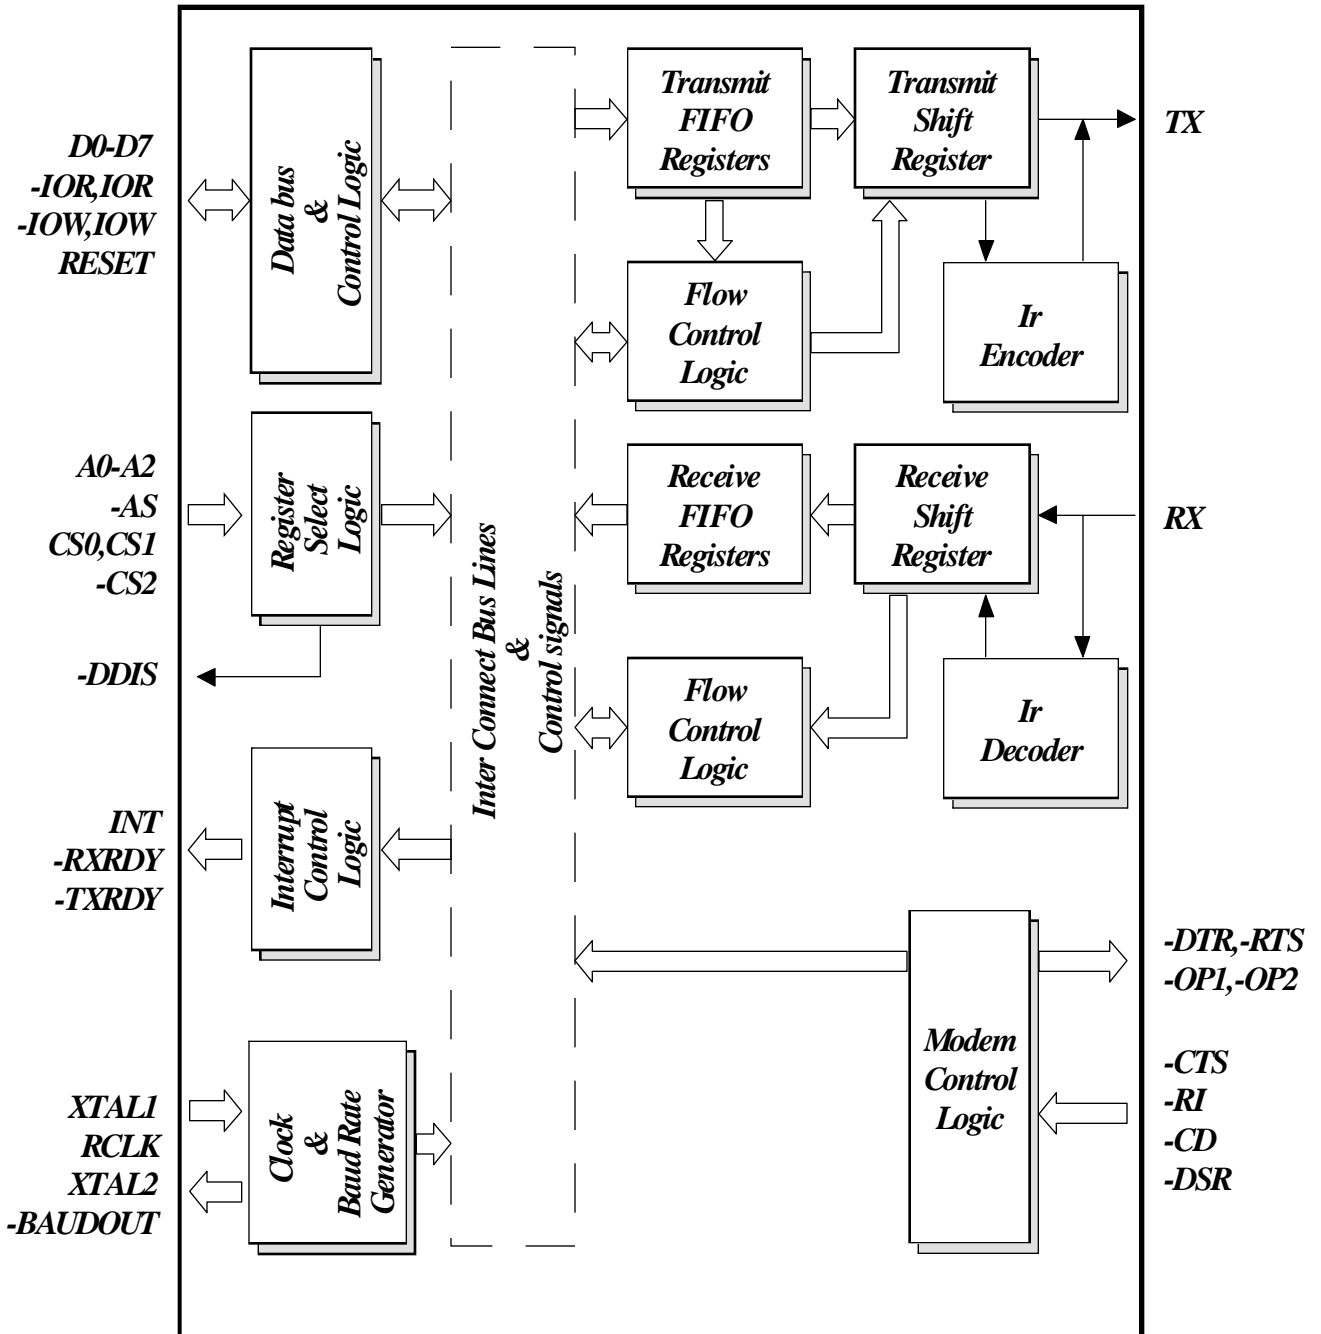 D0-D7
-IOR,IOR
-IOW,IOW
RESET
Data bus
&
Control Logic
A0-A2
-AS
CS0,CS1
-CS2
Register
Select
Logic
-DDIS
INT
-RXRDY
-TXRDY
Interrupt
Control
Logic
XTAL1
RCLK
XTAL2
-BAUDOUT
Clock
&
Baud Rate
Generator
Inter Connect Bus Lines
&
Control signals
Transmit
FIFO
Registers
Transmit
Shift
Register
TX
Flow
Control
Logic
Ir
Encoder
Receive
FIFO
Registers
Receive
Shift
Register
RX
Flow
Control
Logic
Ir
Decoder
Modem
Control
Logic
-DTR,-RTS
-OP1,-OP2
-CTS
-RI
-CD
-DSR